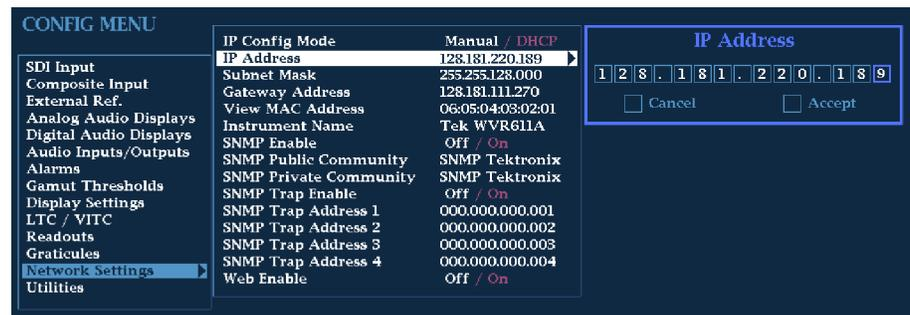 CONFIG MENU
SDI Input
Composite Input
External Ref.
Analog Audio Displays
Digital Audio Displays
Audio Inputs/Outputs
Alarms
Gamut Thresholds
Display Settings
LTC / VITC
Readouts
Graticules
Network Settings
Utilities
IP Config Mode Manual / DHCP
IP Address 128.181.220.189
Subnet Mask 255.255.128.000
Gateway Address 128.181.111.270
View MAC Address 06:05:04:03:02:01
Instrument Name Tek WVR611A
SNMP Enable Off / On
SNMP Public Community SNMP Tektronix
SNMP Private Community SNMP Tektronix
SNMP Trap Enable Off / On
SNMP Trap Address 1 000.000.000.001
SNMP Trap Address 2 000.000.000.002
SNMP Trap Address 3 000.000.000.003
SNMP Trap Address 4 000.000.000.004
Web Enable Off / On
IP Address
128.181.220.189
Cancel Accept